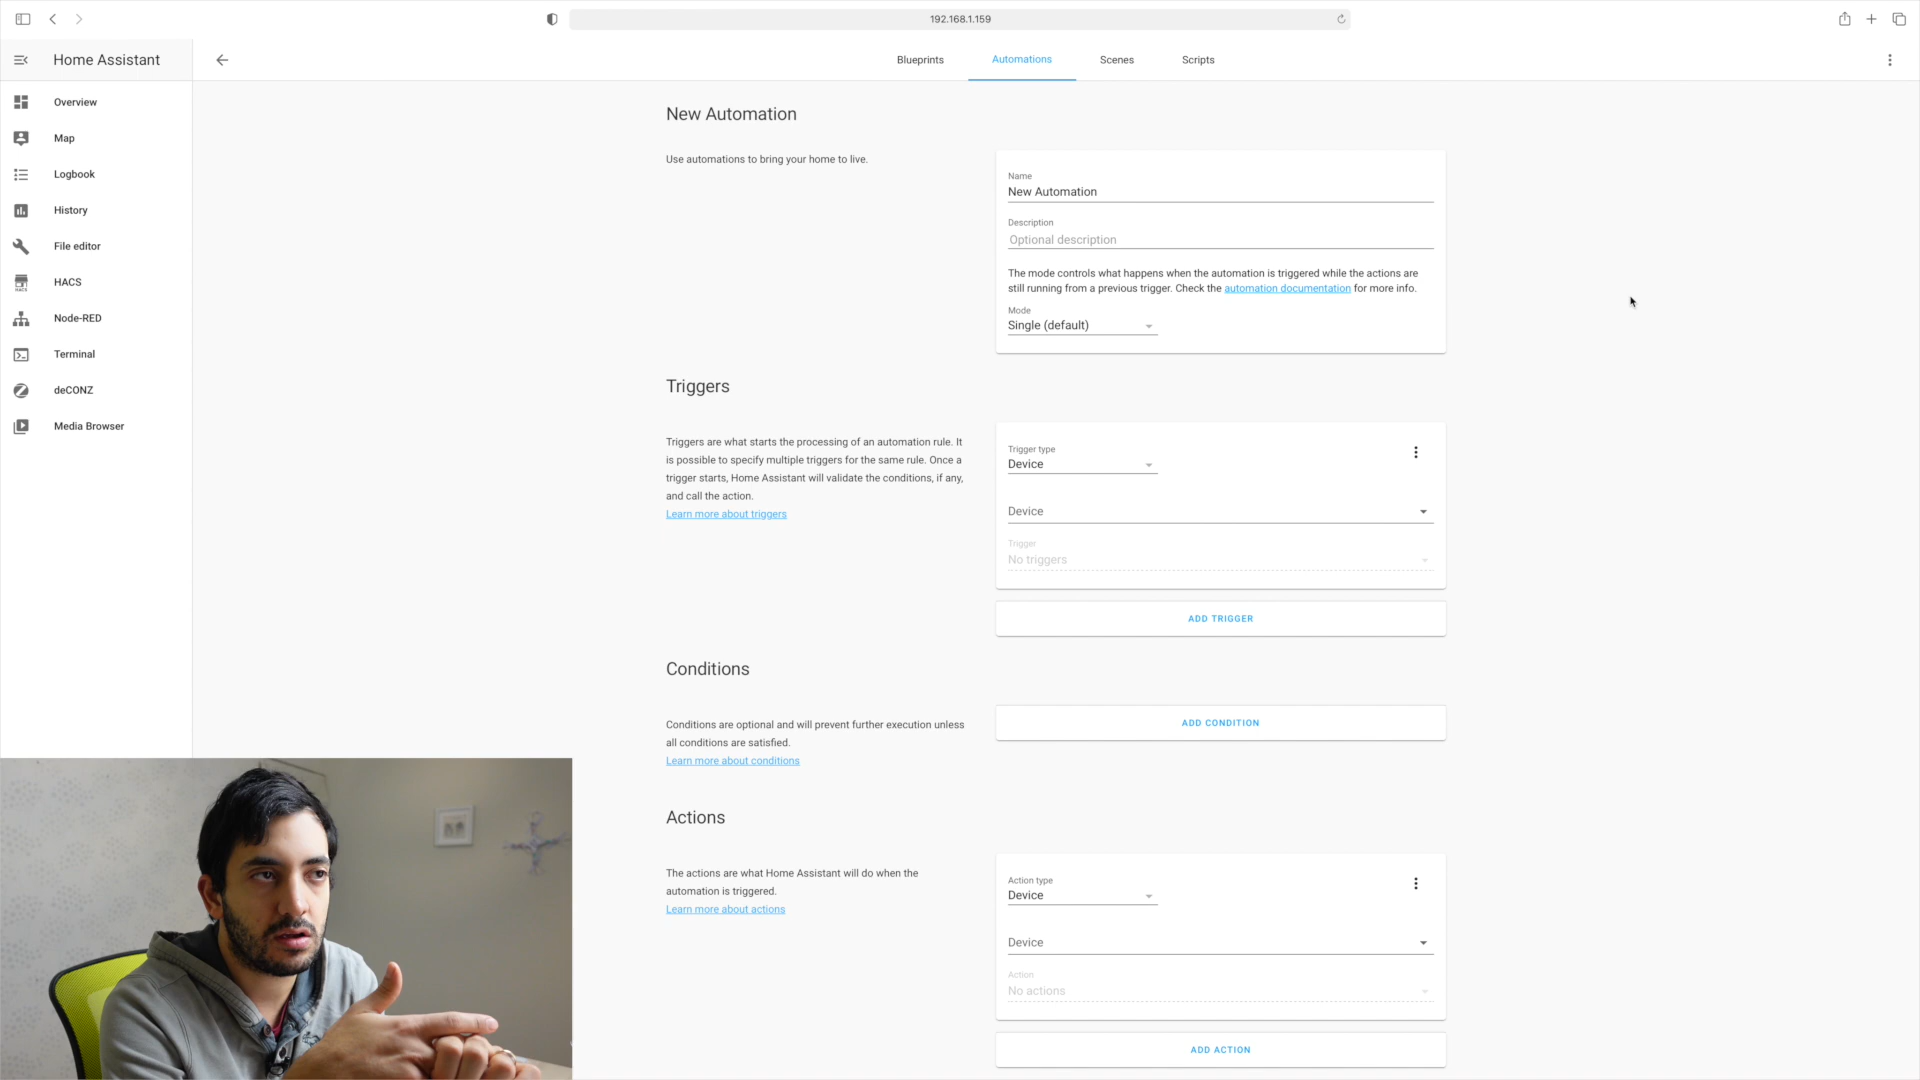 192.168.1.159
Home Assistant
Blueprints
Automations
Scenes
Scripts
Overview
Map
Logbook
History
File editor
HACS
HACS
Node-RED
Terminal
deCONZ
Media Browser
New Automation
Use automations to bring your home to live.
Name
New Automation
Description
Optional description
The mode controls what happens when the automation is triggered while the actions are
still running from a previous trigger. Check the automation documentation for more info.
Mode
Single (default)
Triggers
Triggers are what starts the processing of an automation rule. It
is possible to specify multiple triggers for the same rule. Once a
trigger starts, Home Assistant will validate the conditions, if any,
and call the action.
Learn more about triggers
Trigger type
Device
Device
Trigger
No triggers
ADD TRIGGER
Conditions
Conditions are optional and will prevent further execution unless
all conditions are satisfied.
Learn more about conditions
ADD CONDITION
Actions
The actions are what Home Assistant will do when the
automation is triggered.
Learn more about actions
Action type
Device
Device
Action
No actions
ADD ACTION